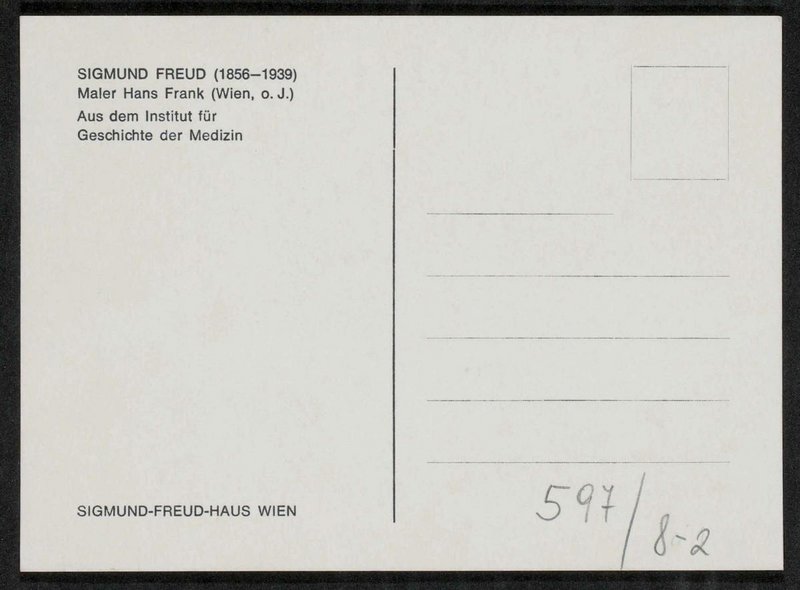 SIGMUND FREUD (1856–1939)
Maler Hans Frank (Wien, o. J.)
Aus dem Institut für
Geschichte der Medizin
SIGMUND-FREUD-HAUS WIEN
597/8-2